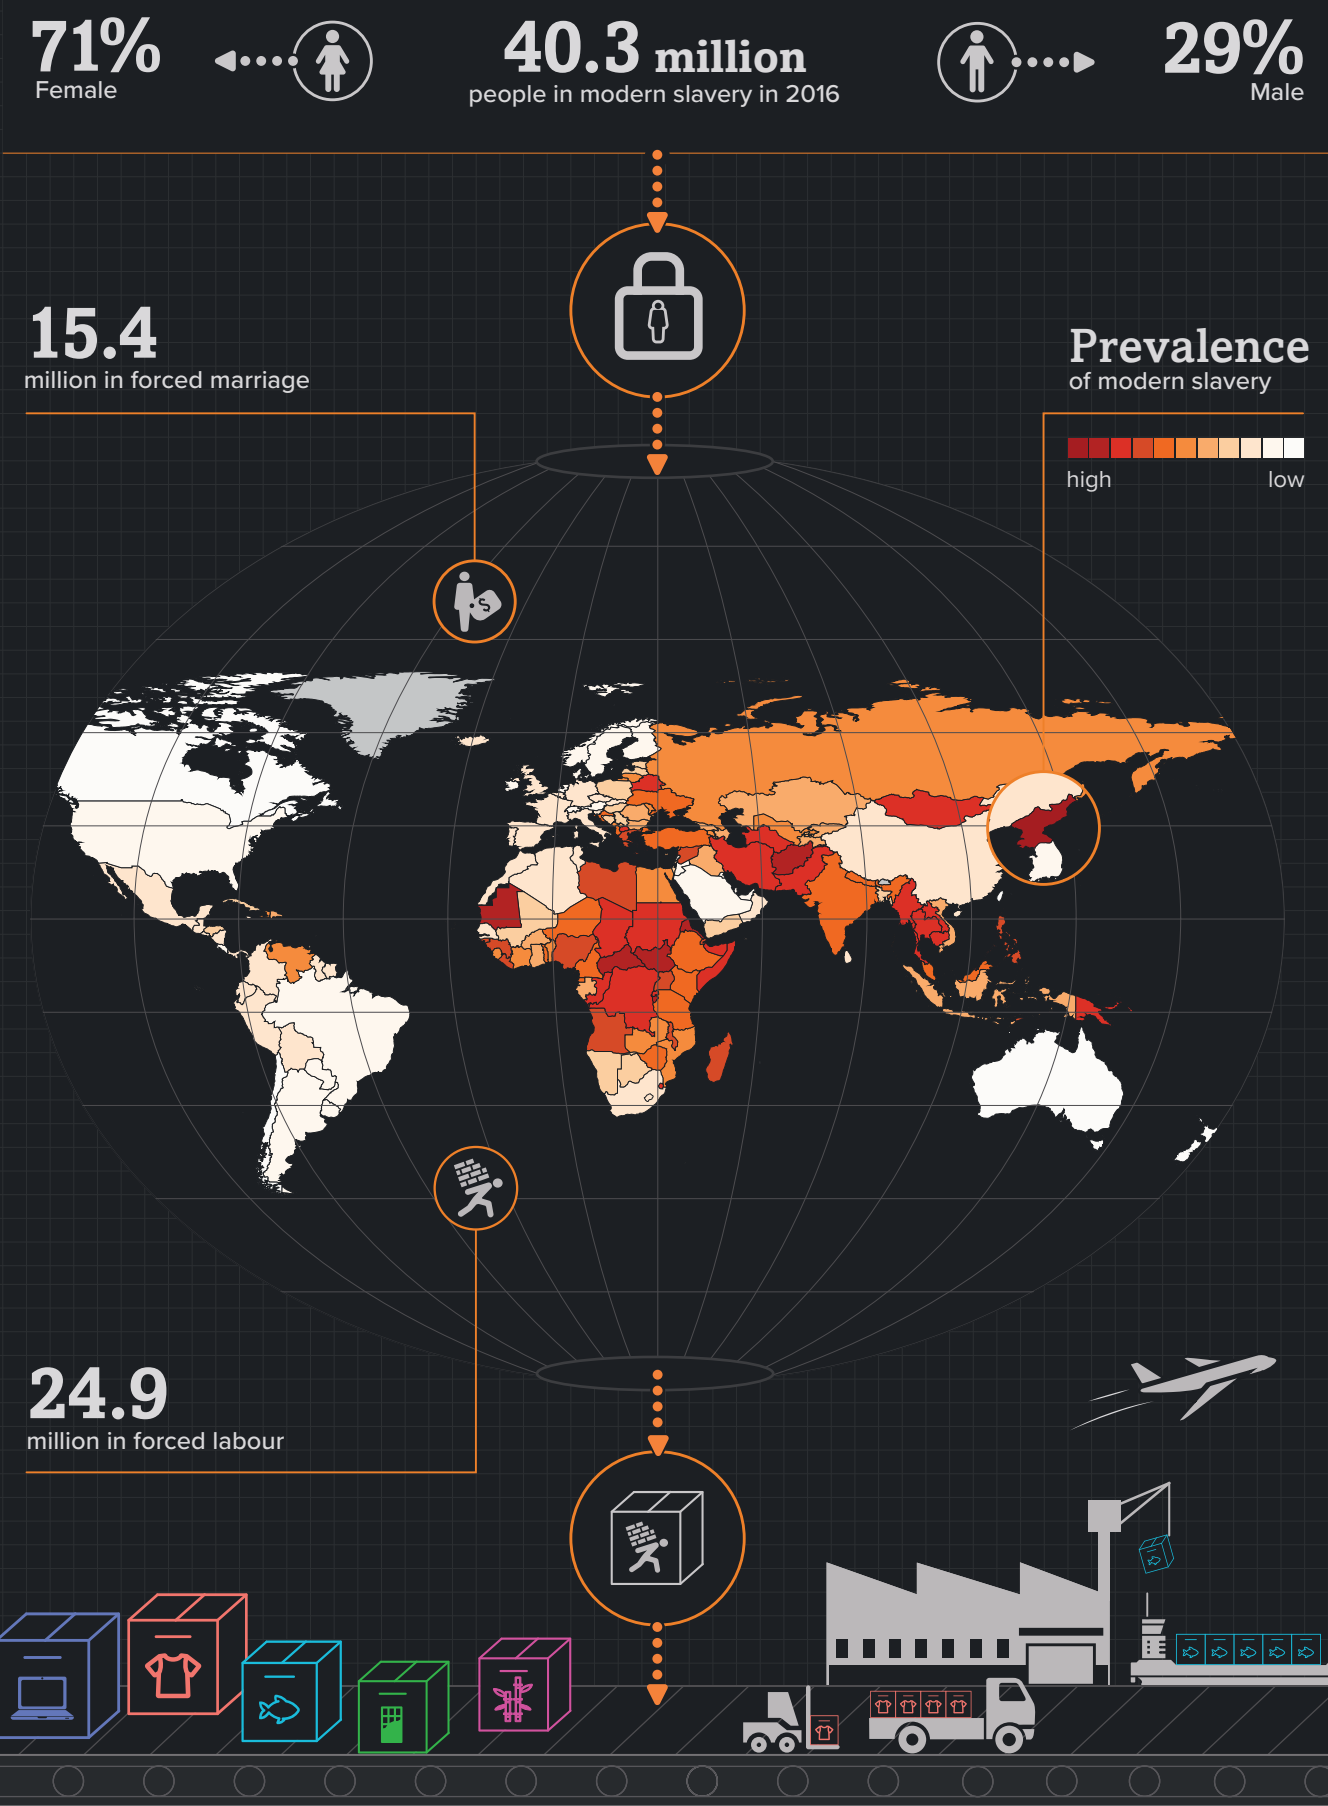 71%
Female
40.3 million
people in modern slavery in 2016
29%
Male
15.4
million in forced marriage
Prevalence
of modern slavery
high
low
$
24.9
million in forced labour